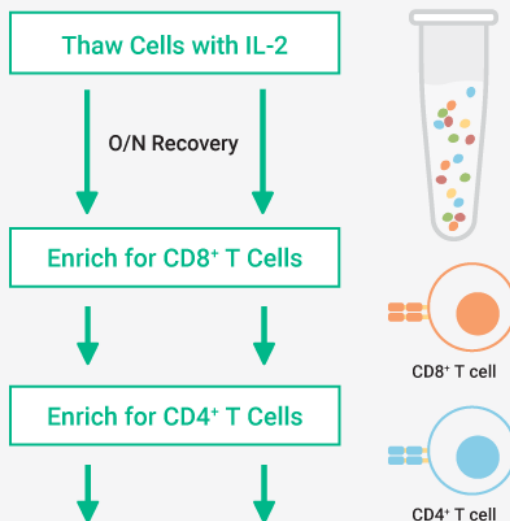 Thaw Cells with IL-2
O/N Recovery
Enrich for CD8⁺ T Cells
CD8⁺ T cell
Enrich for CD4⁺ T Cells
CD4⁺ T cell